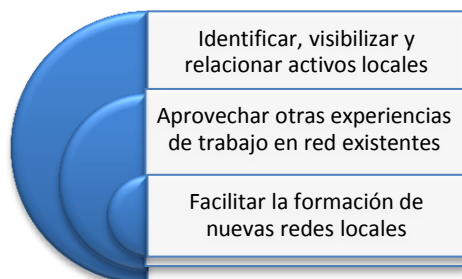 Identificar, visibilizar y
relacionar activos locales
Aprovechar otras experiencias
de trabajo en red existentes
Facilitar la formación de
nuevas redes locales